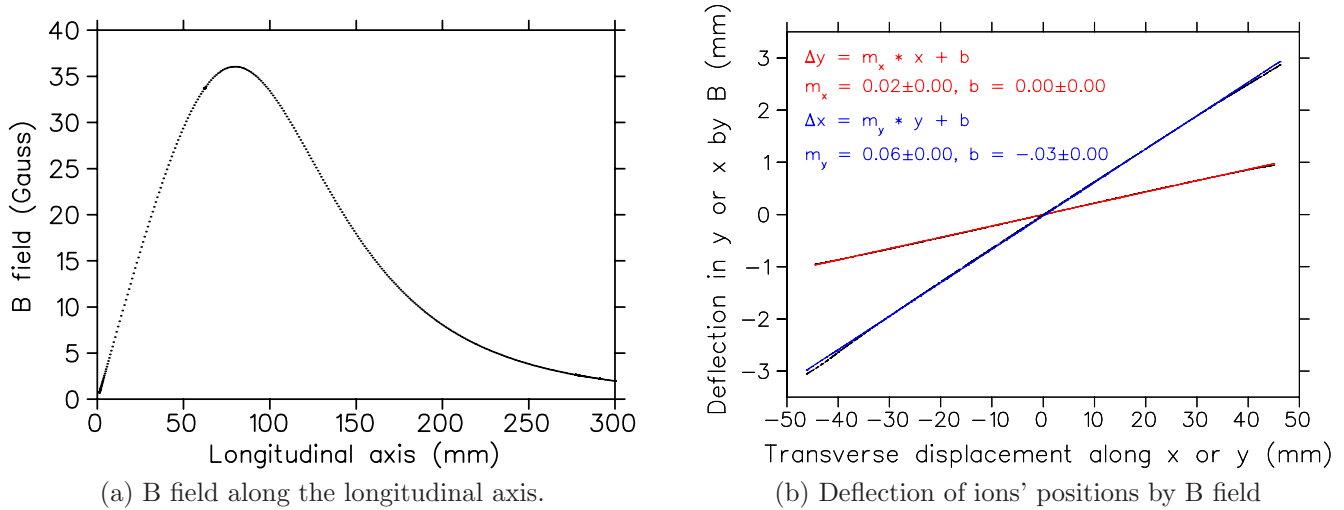 40
35
30
25
20
15
10
5
0
B field (Gauss)
0 50 100 150 200 250 300
Longitudinal axis (mm)
(a) B field along the longitudinal axis.
3
2
1
0
−1
−2
−3
Deflection in y or x by B (mm)
Δy = m_x * x + b
m_x = 0.02±0.00, b = 0.00±0.00
Δx = m_y * y + b
m_y = 0.06±0.00, b = −.03±0.00
−50 −40 −30 −20 −10 0 10 20 30 40 50
Transverse displacement along x or y (mm)
(b) Deflection of ions' positions by B field